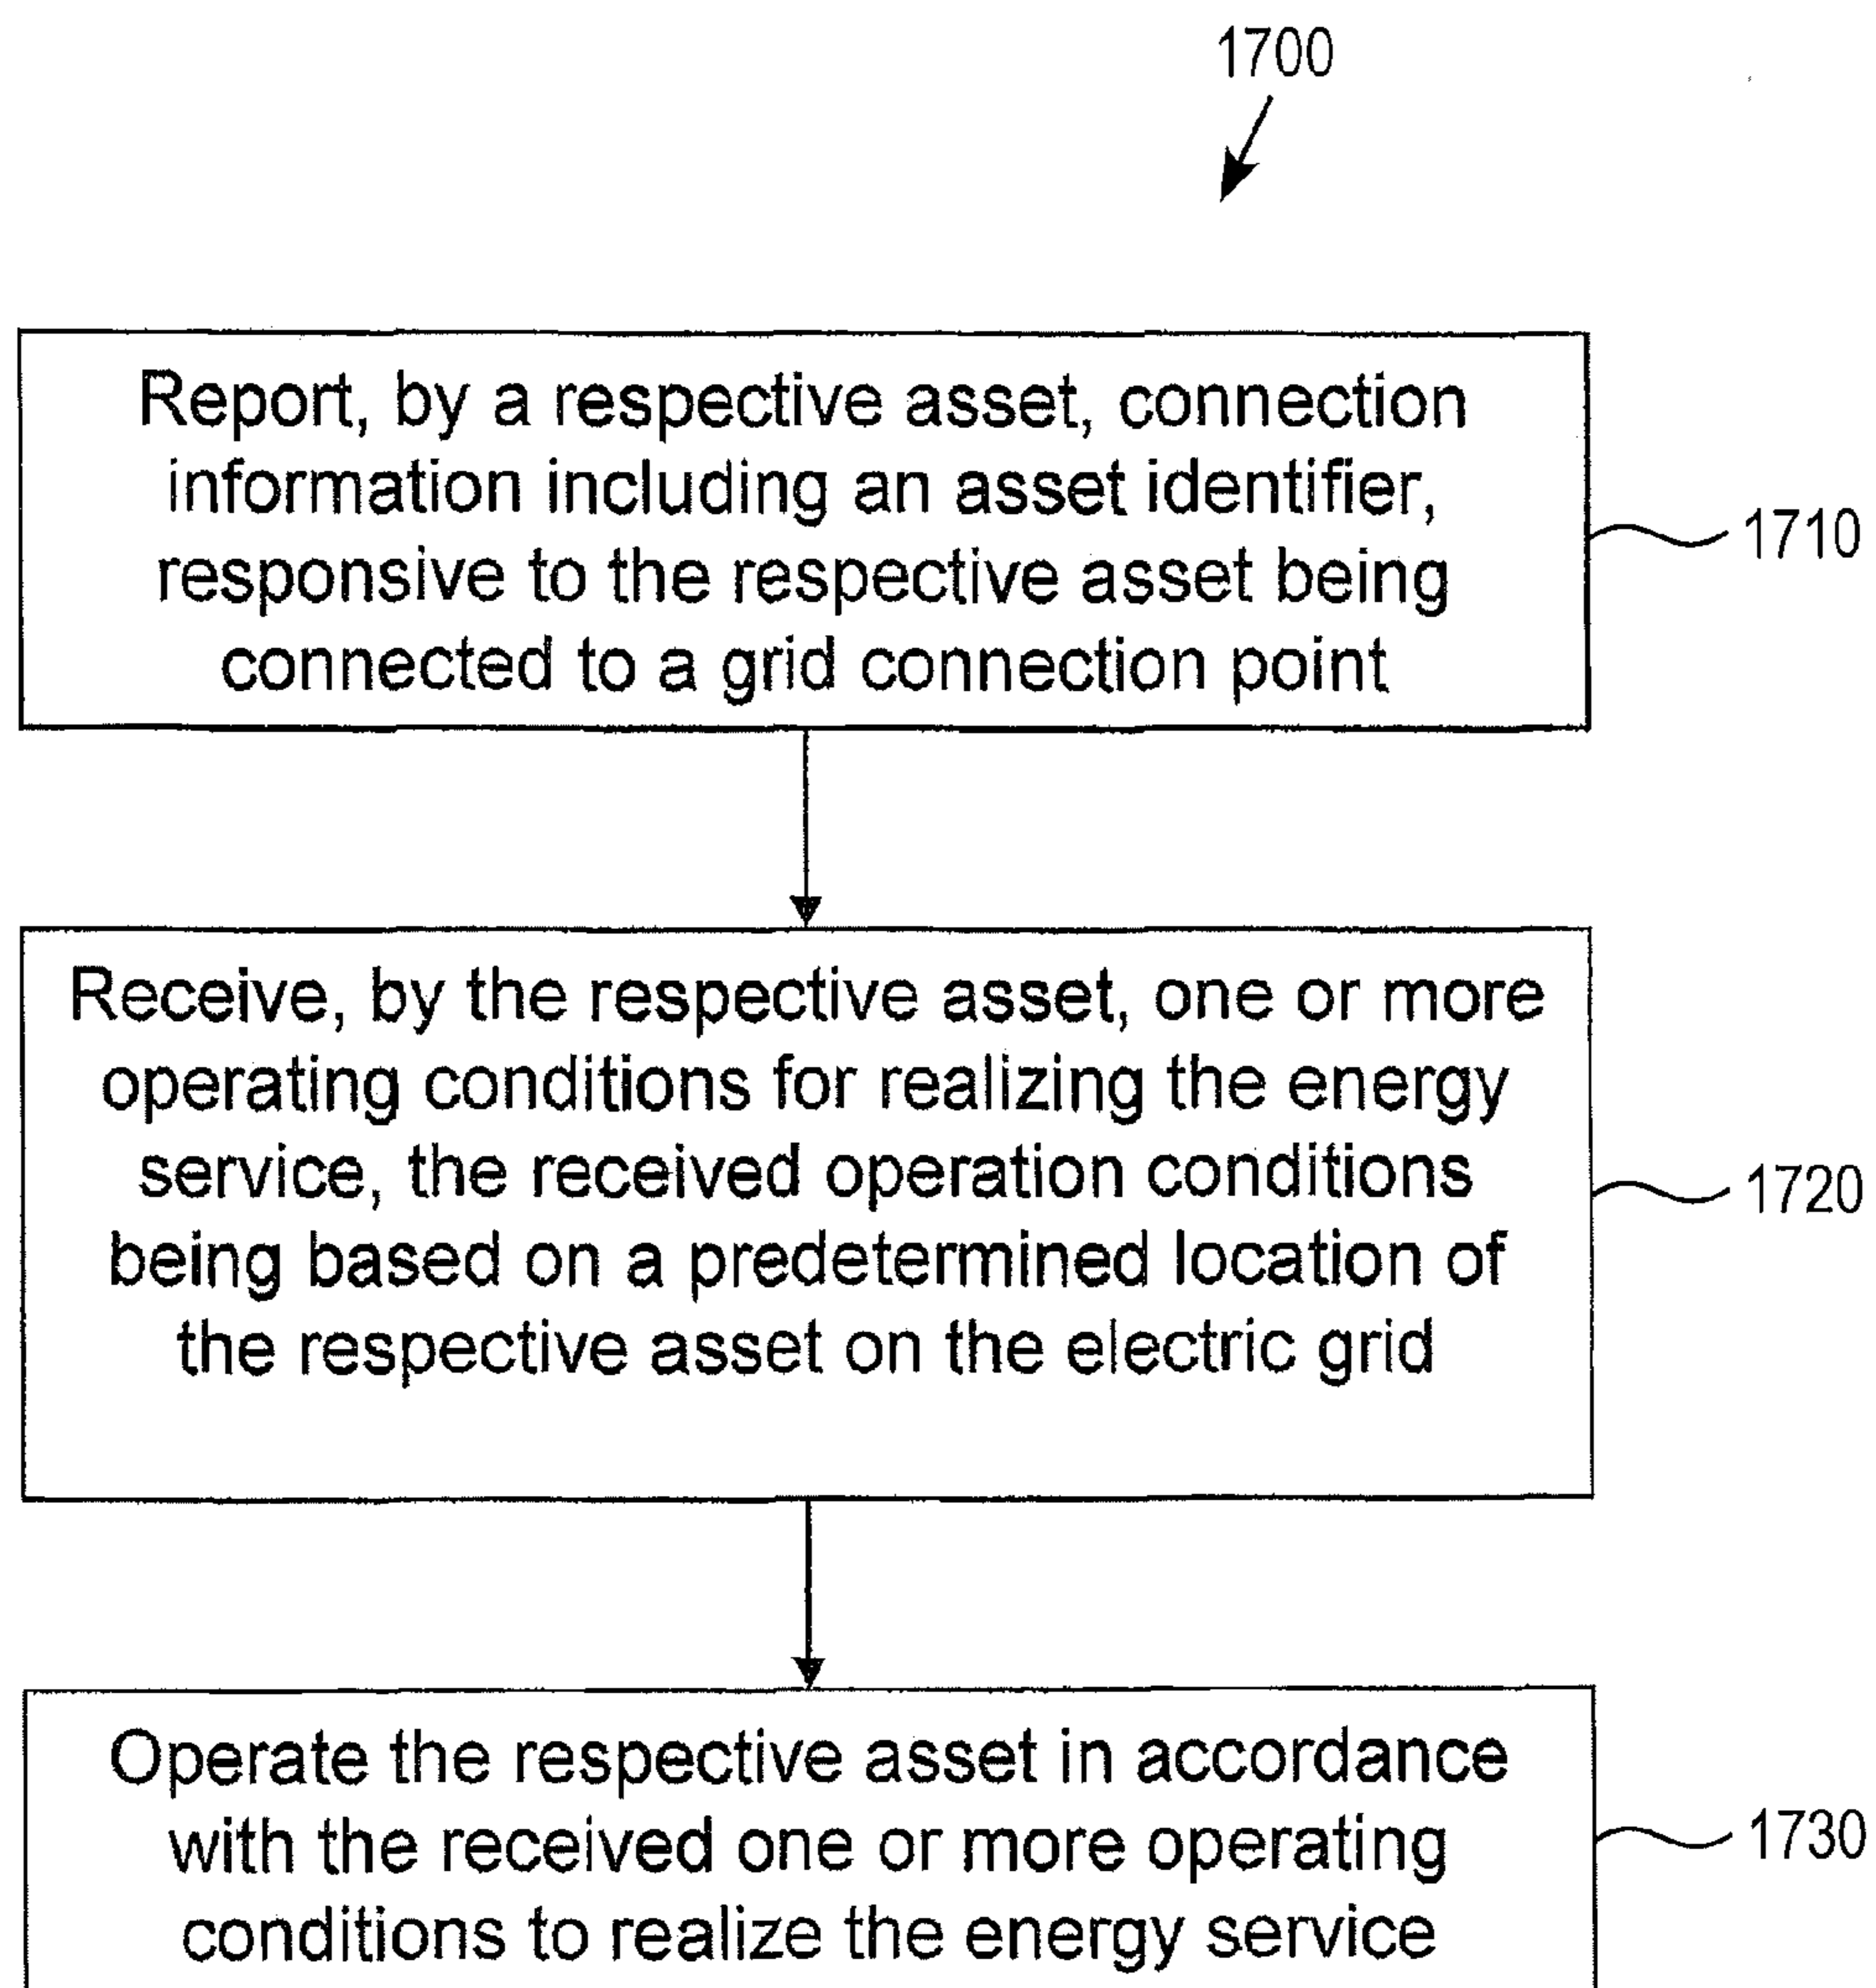 1700
Report, by a respective asset, connection
information including an asset identifier,
responsive to the respective asset being
connected to a grid connection point
1710
Receive, by the respective asset, one or more
operating conditions for realizing the energy
service, the received operation conditions
being based on a predetermined location of
the respective asset on the electric grid
1720
Operate the respective asset in accordance
with the received one or more operating
conditions to realize the energy service
1730